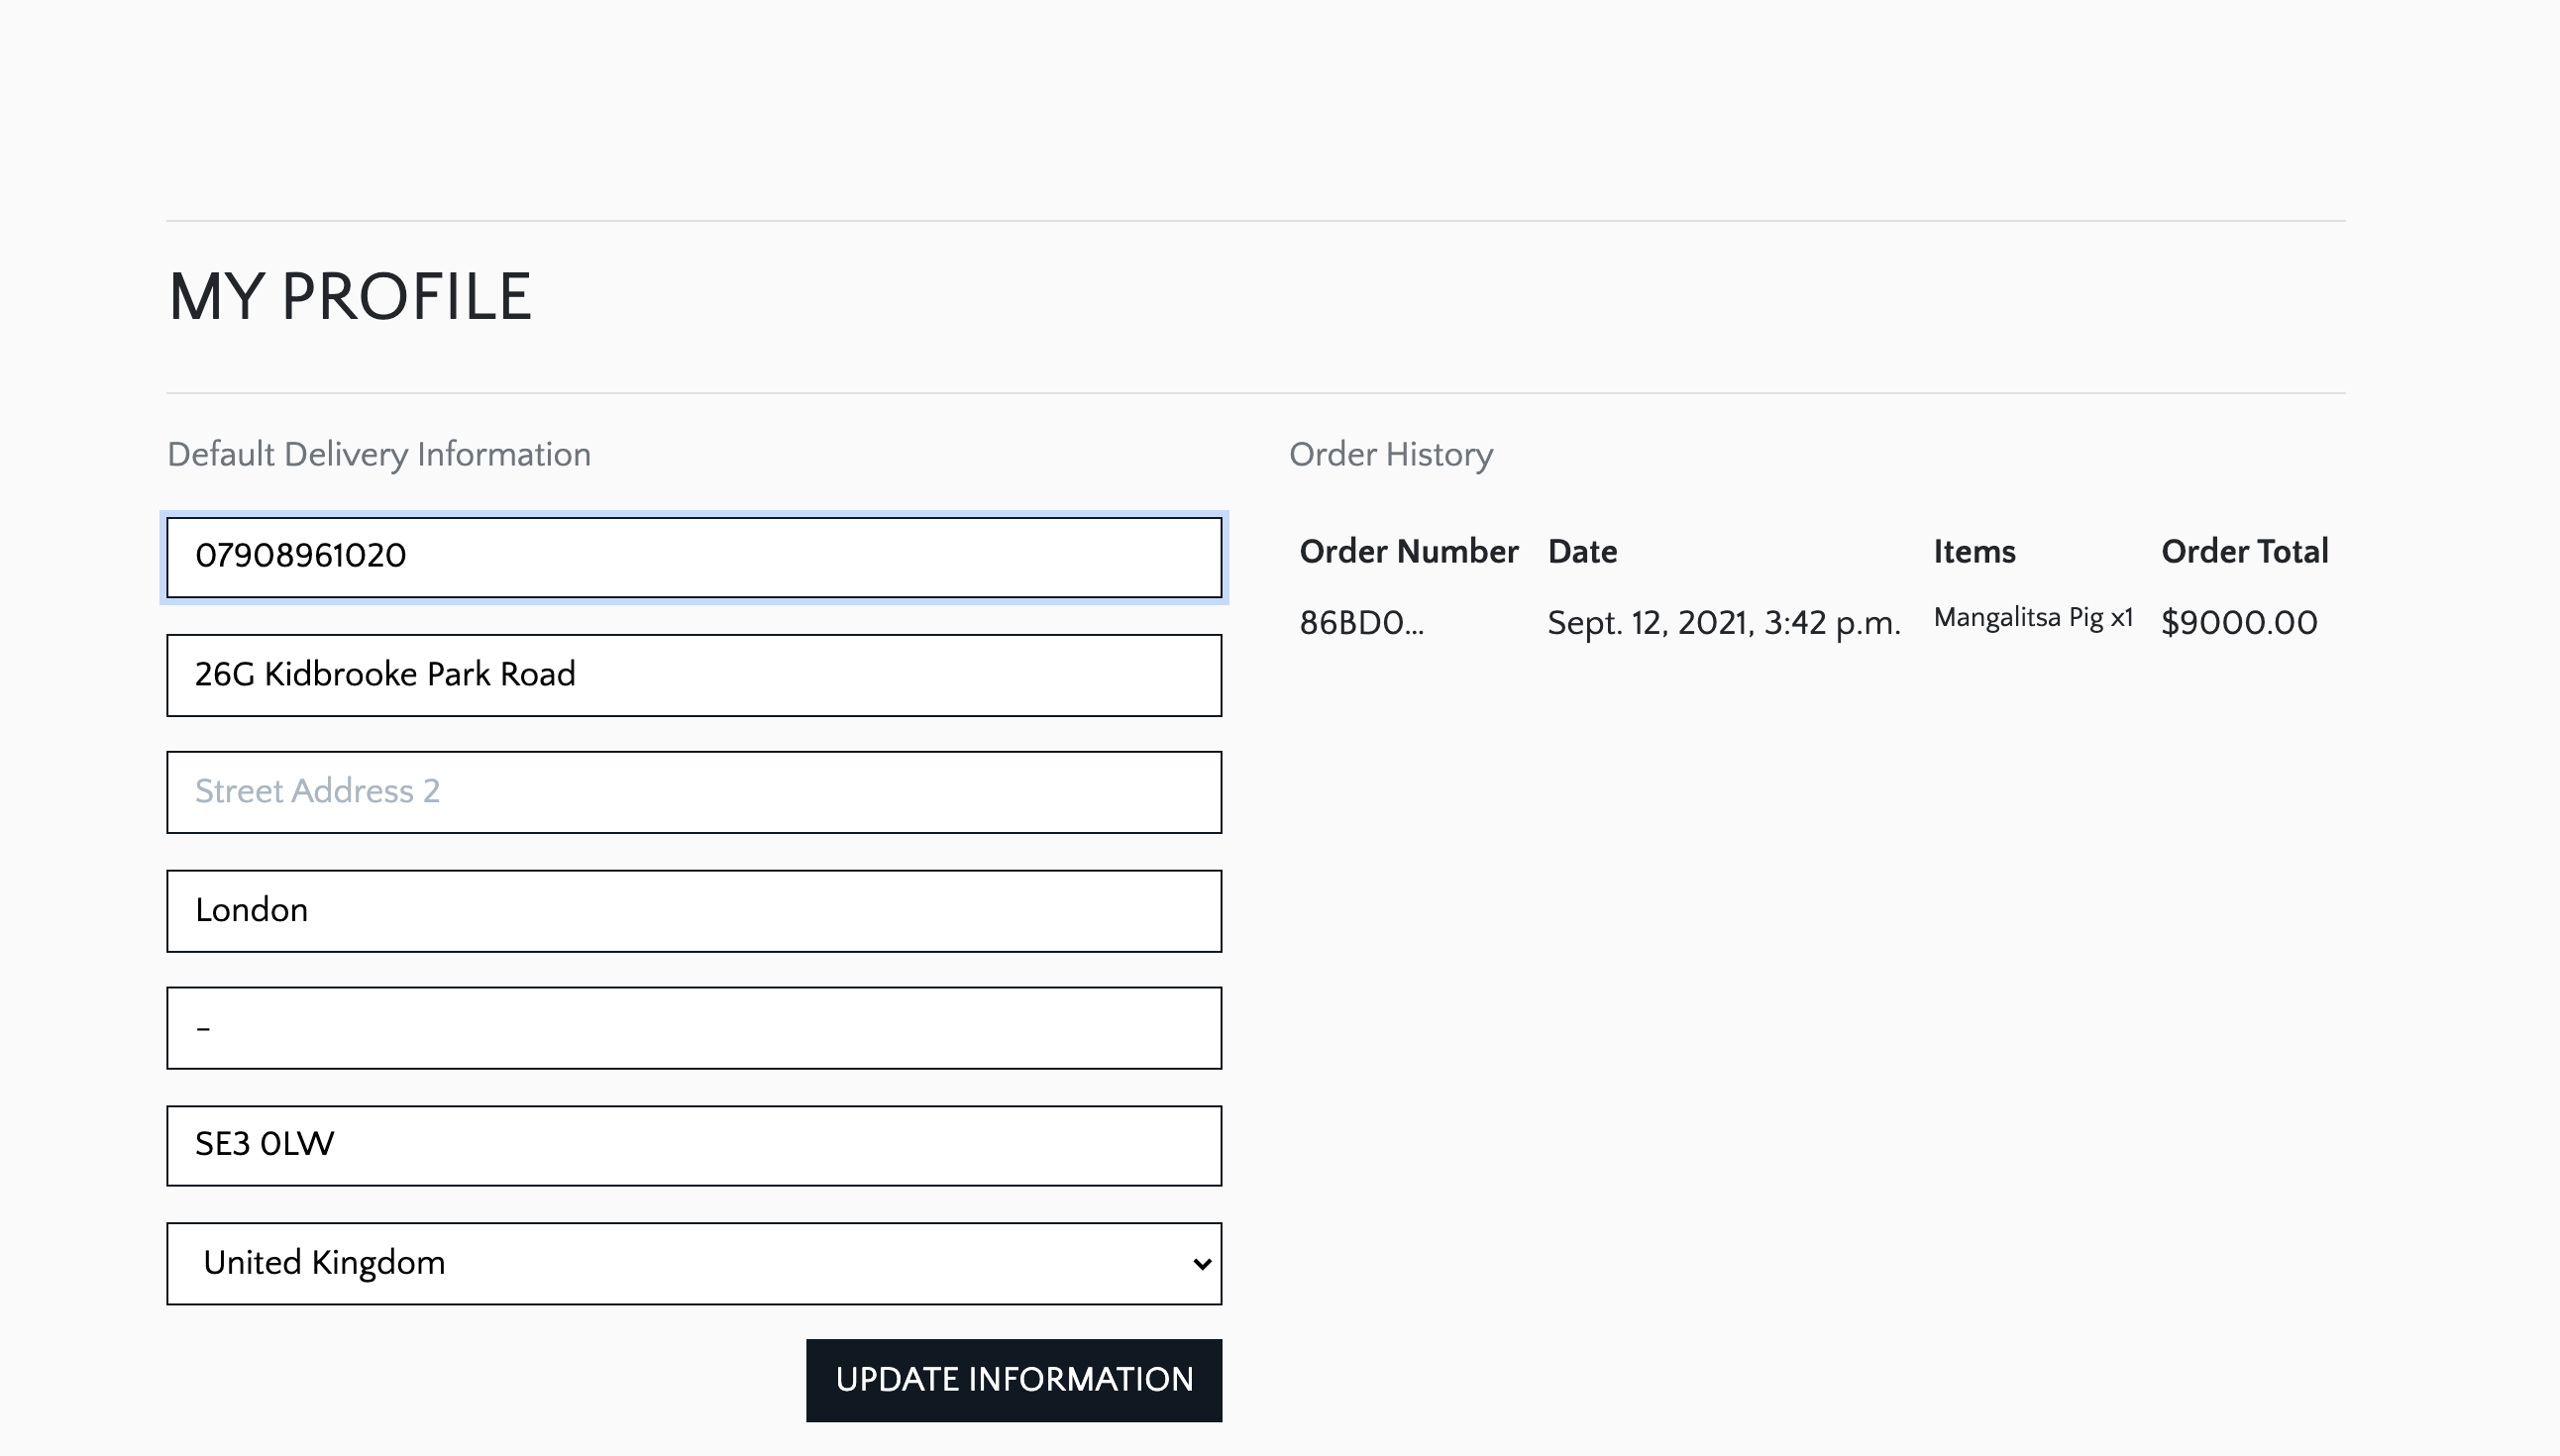 MY PROFILE
Default Delivery Information
07908961020
26G Kidbrooke Park Road
Street Address 2
London
-
SE3 0LW
United Kingdom
UPDATE INFORMATION
Order History
Order Number Date Items Order Total
86BD0... Sept. 12, 2021, 3:42 p.m. Mangalitsa Pig x1 $9000.00